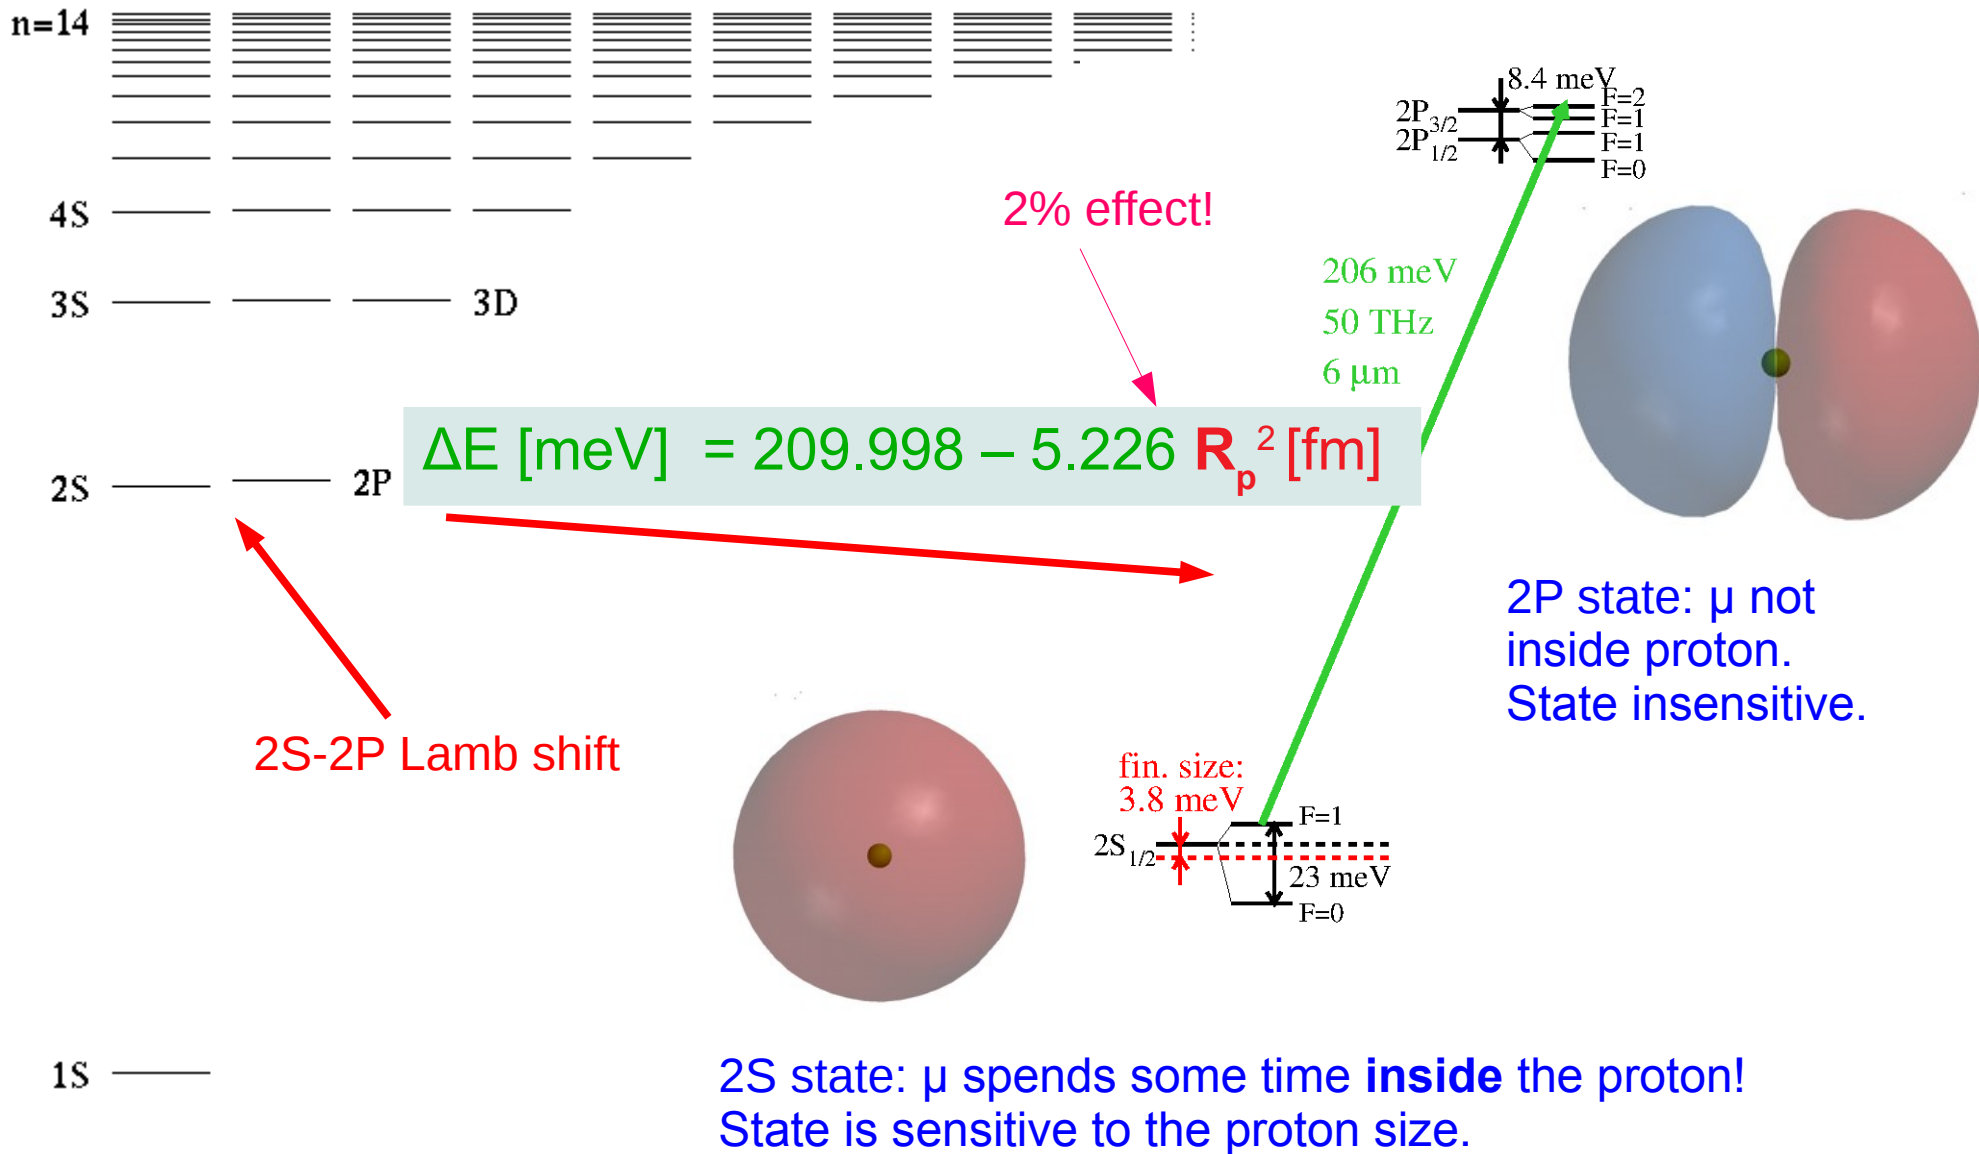 n=14
8.4 meV
2P3/2
2P1/2
F=2
F=1
F=1
F=0
2% effect!
4S
206 meV
50 THz
6 μm
3S
3D
ΔE [meV] = 209.998 – 5.226 Rp² [fm]
2S
2P
2P state: μ not
inside proton.
State insensitive.
2S-2P Lamb shift
fin. size:
3.8 meV
F=1
2S1/2
23 meV
F=0
1S
2S state: μ spends some time inside the proton!
State is sensitive to the proton size.